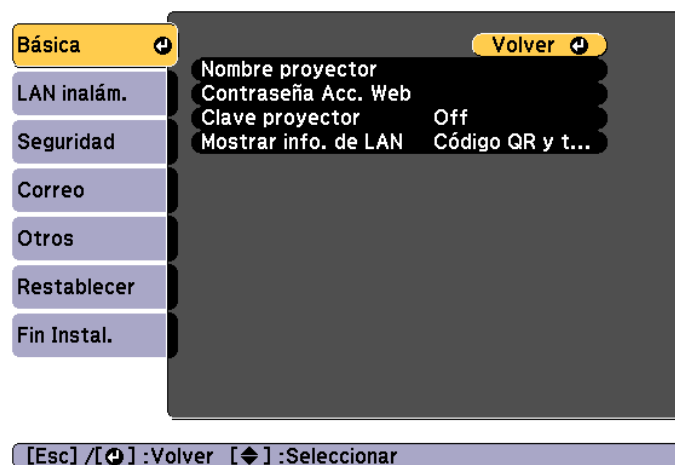 Básica
LAN inalám.
Seguridad
Correo
Otros
Restablecer
Fin Instal.
Volver
Nombre proyector
Contraseña Acc. Web
Clave proyector Off
Mostrar info. de LAN Código QR y t...
[Esc] /[⏎] :Volver [◆] :Seleccionar